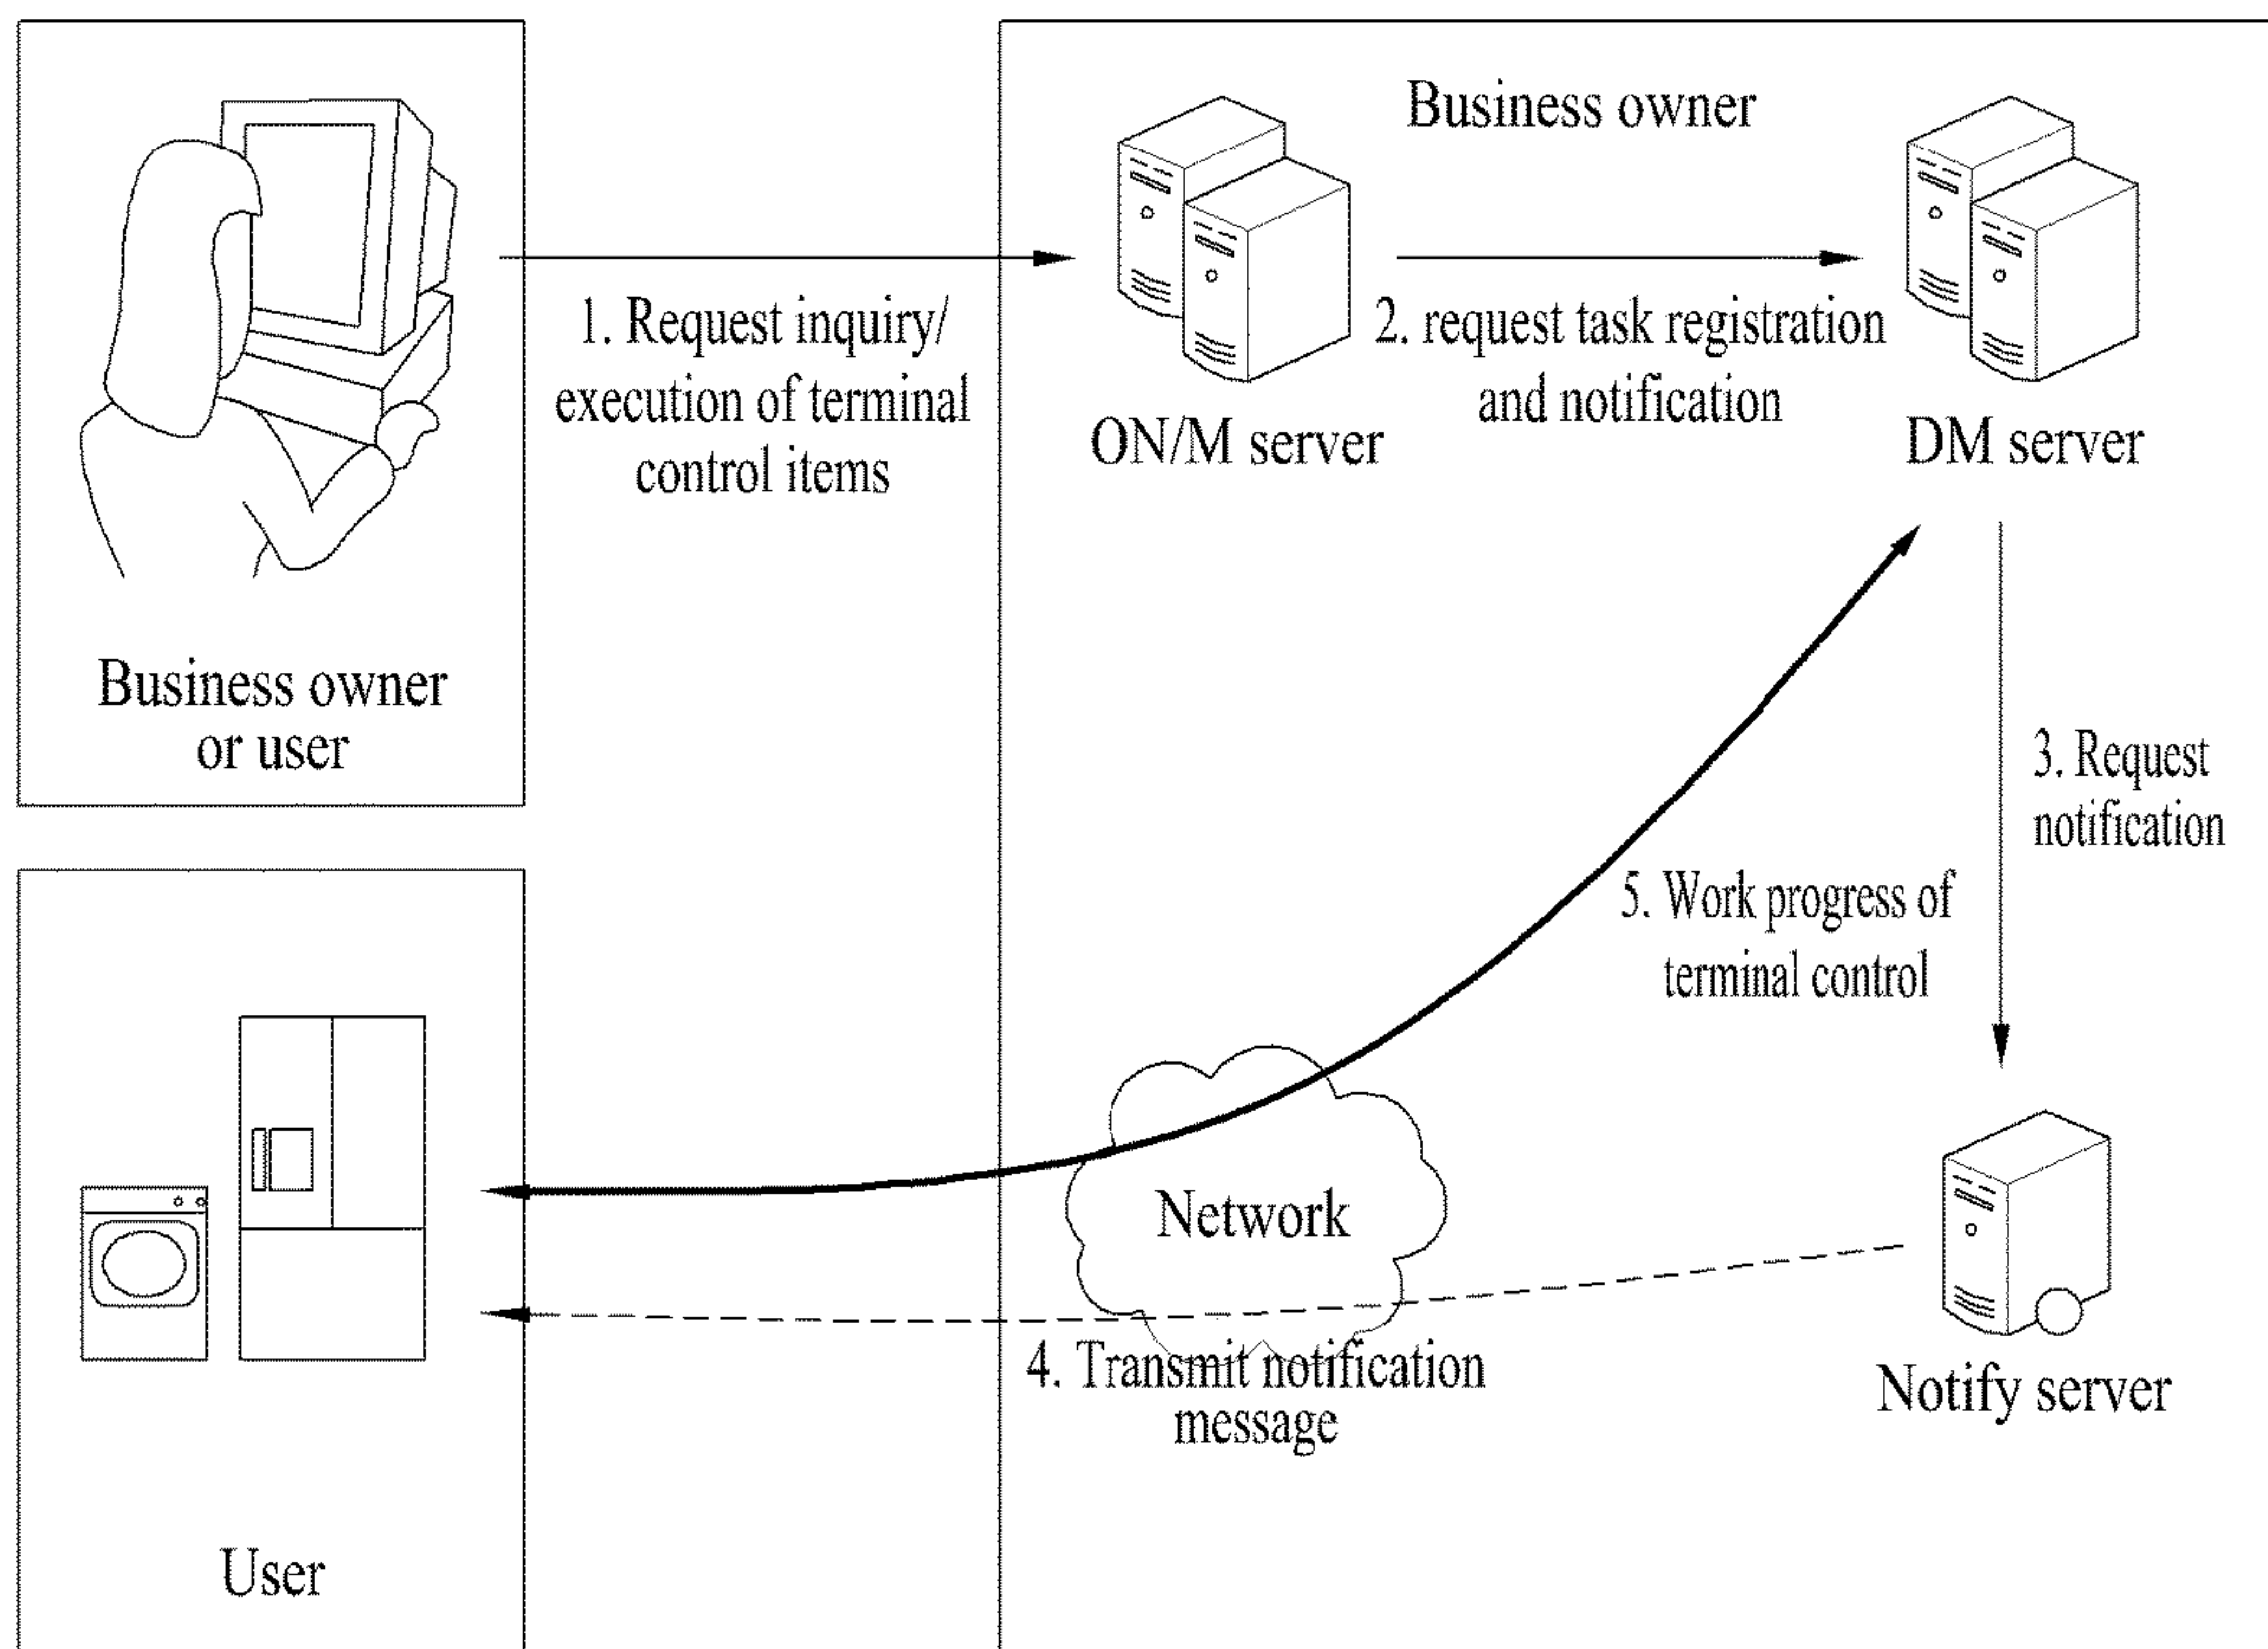 Business owner
1. Request inquiry/
execution of terminal
control items
ON/M server
2. request task registration
and notification
DM server
Business owner
or user
3. Request
notification
5. Work progress of
terminal control
Network
4. Transmit notification
message
Notify server
User